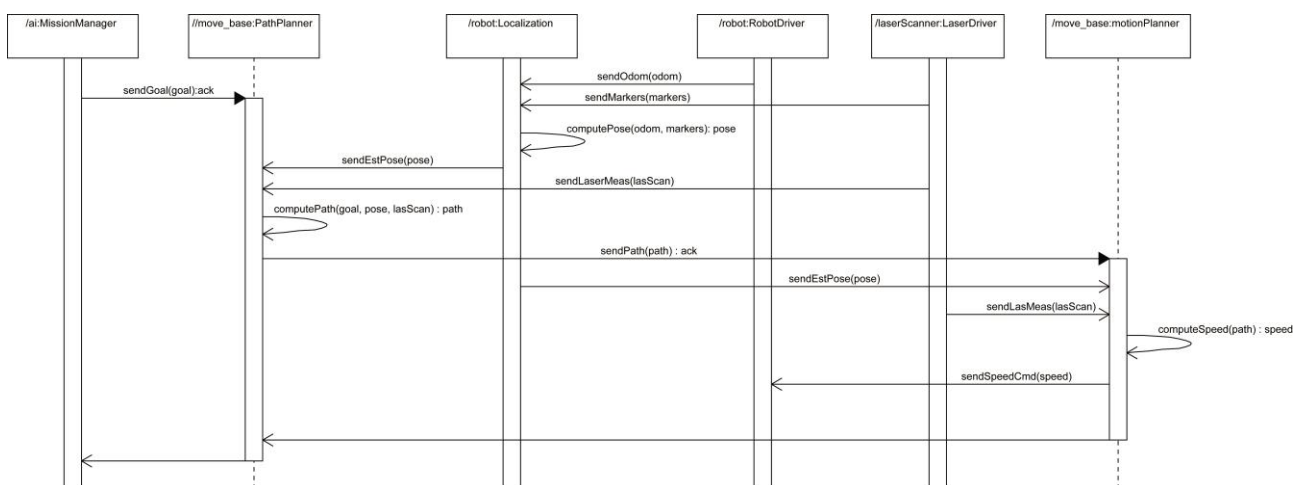 /ai:MissionManager
//move_base:PathPlanner
/robot:Localization
/robot:RobotDriver
/laserScanner:LaserDriver
/move_base:motionPlanner
sendOdom(odom)
sendGoal(goal):ack
sendMarkers(markers)
computePose(odom, markers): pose
sendEstPose(pose)
sendLaserMeas(lasScan)
computePath(goal, pose, lasScan) : path
sendPath(path) : ack
sendEstPose(pose)
sendLasMeas(lasScan)
computeSpeed(path) : speed
sendSpeedCmd(speed)